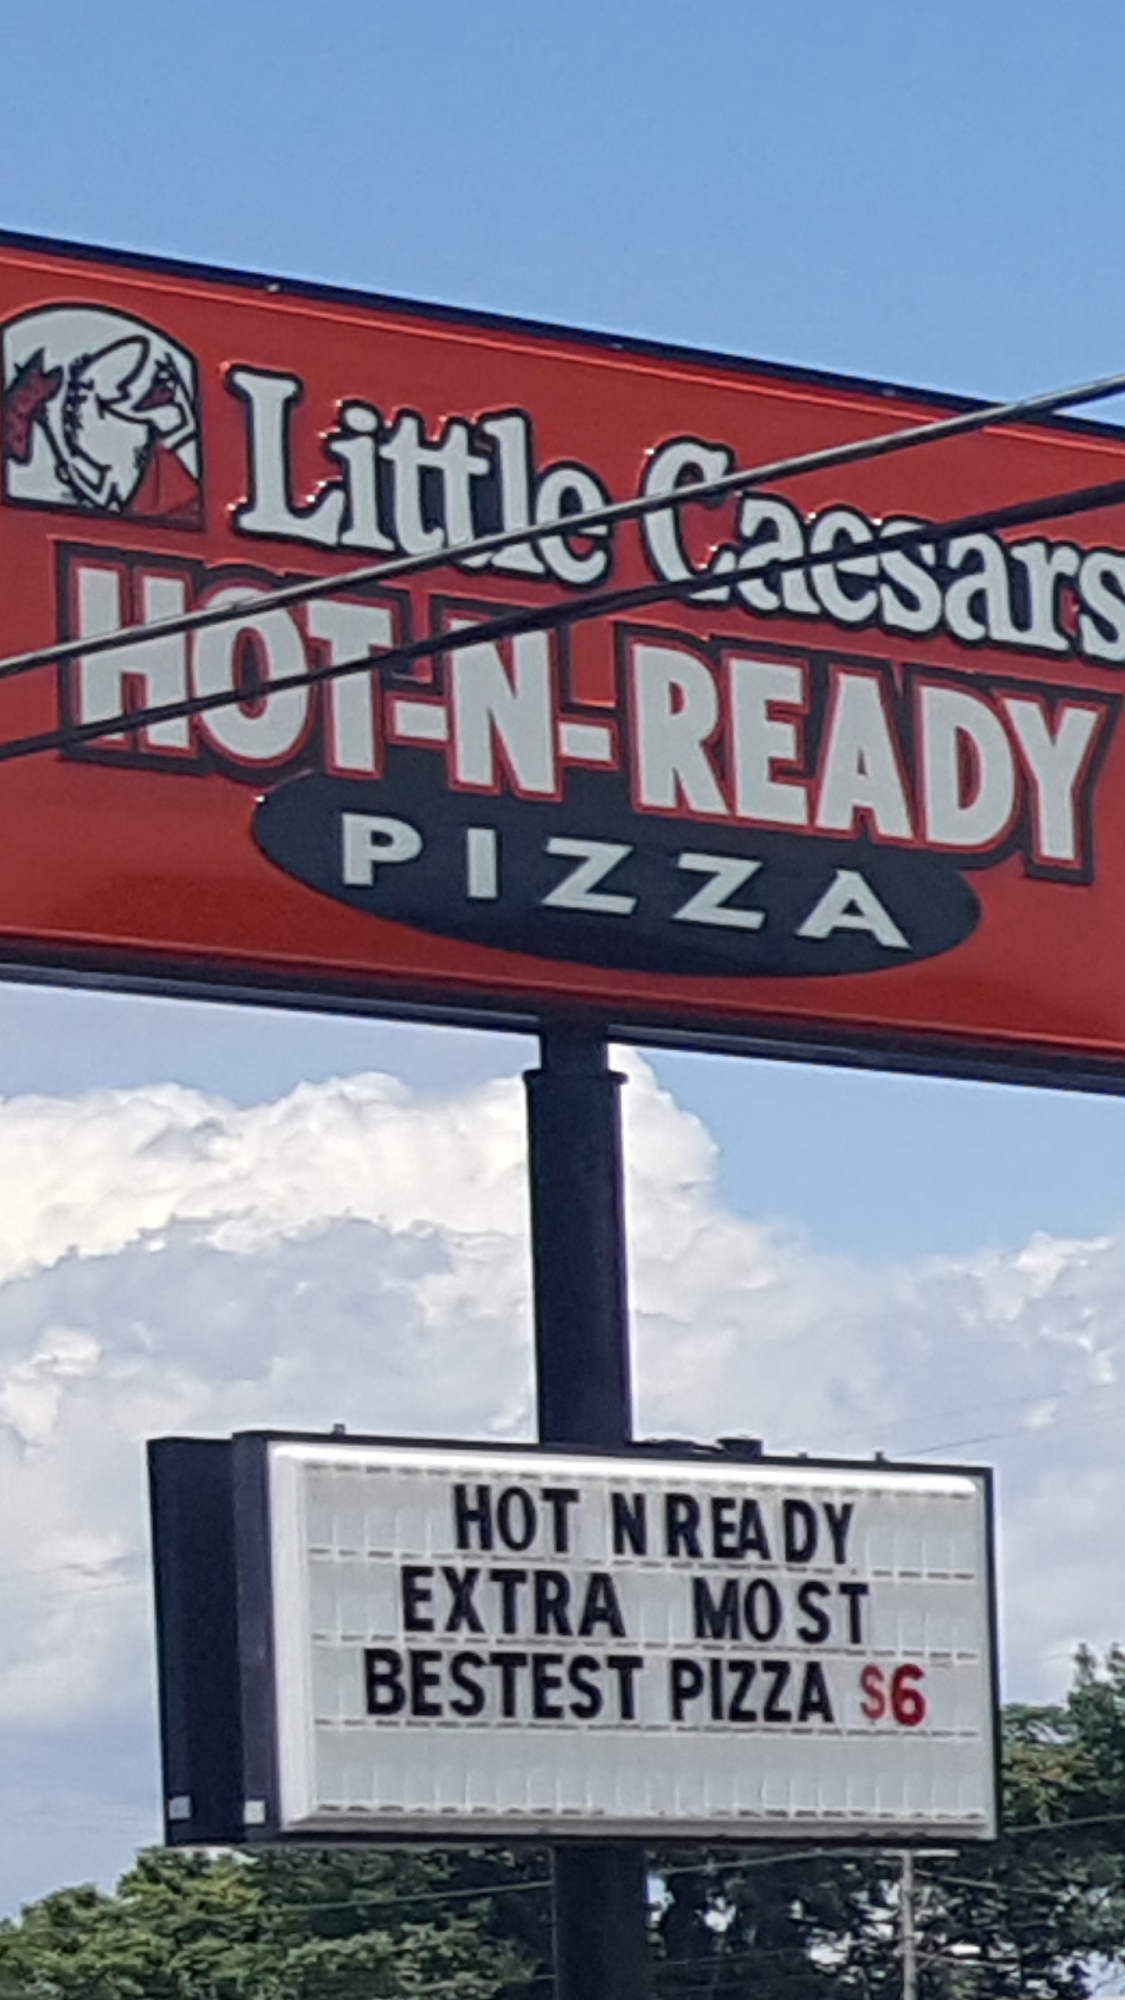 Little Caesars
HOT-N-READY
PIZZA
HOT N READY
EXTRA MOST
BESTEST PIZZA $6